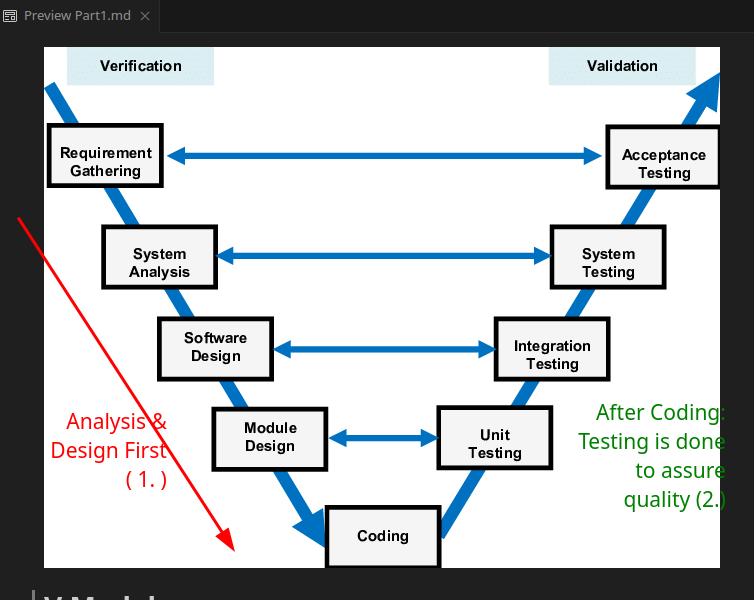 Preview Part1.md
Verification
Validation
Requirement
Gathering
Acceptance
Testing
System
Analysis
System
Testing
Software
Design
Integration
Testing
Analysis &
Design First
( 1. )
Module
Design
Unit
Testing
After Coding:
Testing is done
to assure
quality (2.)
Coding